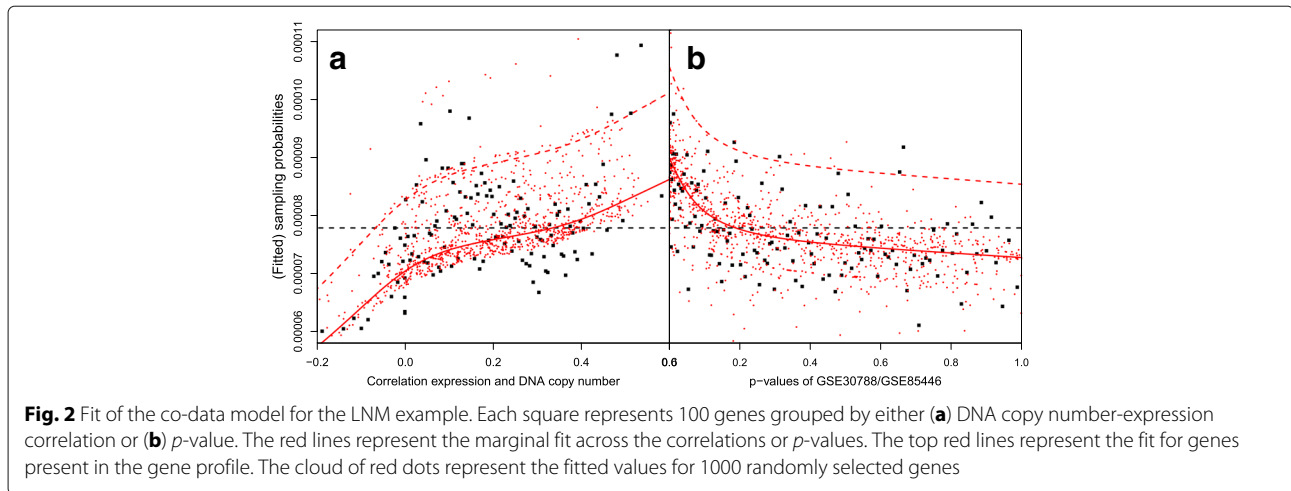 a
b
(Fitted) sampling probabilities
0.00011
0.00010
0.00009
0.00008
0.00007
0.00006
−0.2 0.0 0.2 0.4 0.6
0.0 0.2 0.4 0.6 0.8 1.0
Correlation expression and DNA copy number
p−values of GSE30788/GSE85446
Fig. 2 Fit of the co-data model for the LNM example. Each square represents 100 genes grouped by either (a) DNA copy number-expression
correlation or (b) p-value. The red lines represent the marginal fit across the correlations or p-values. The top red lines represent the fit for genes
present in the gene profile. The cloud of red dots represent the fitted values for 1000 randomly selected genes